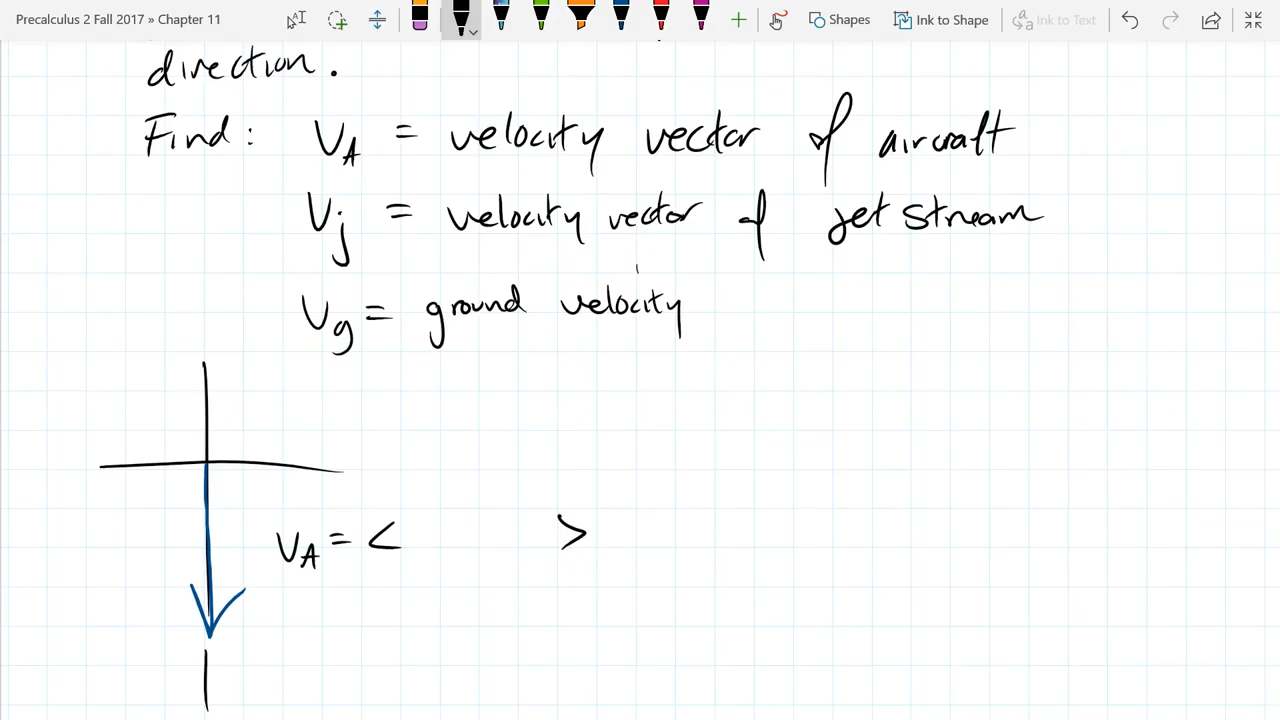 Precalculus 2 Fall 2017 » Chapter 11
Shapes
Ink to Shape
Ink to Text
direction.
Find: VA = velocity vector of aircraft
Vj = velocity vector of jet stream
Vg = ground velocity
VA = < >